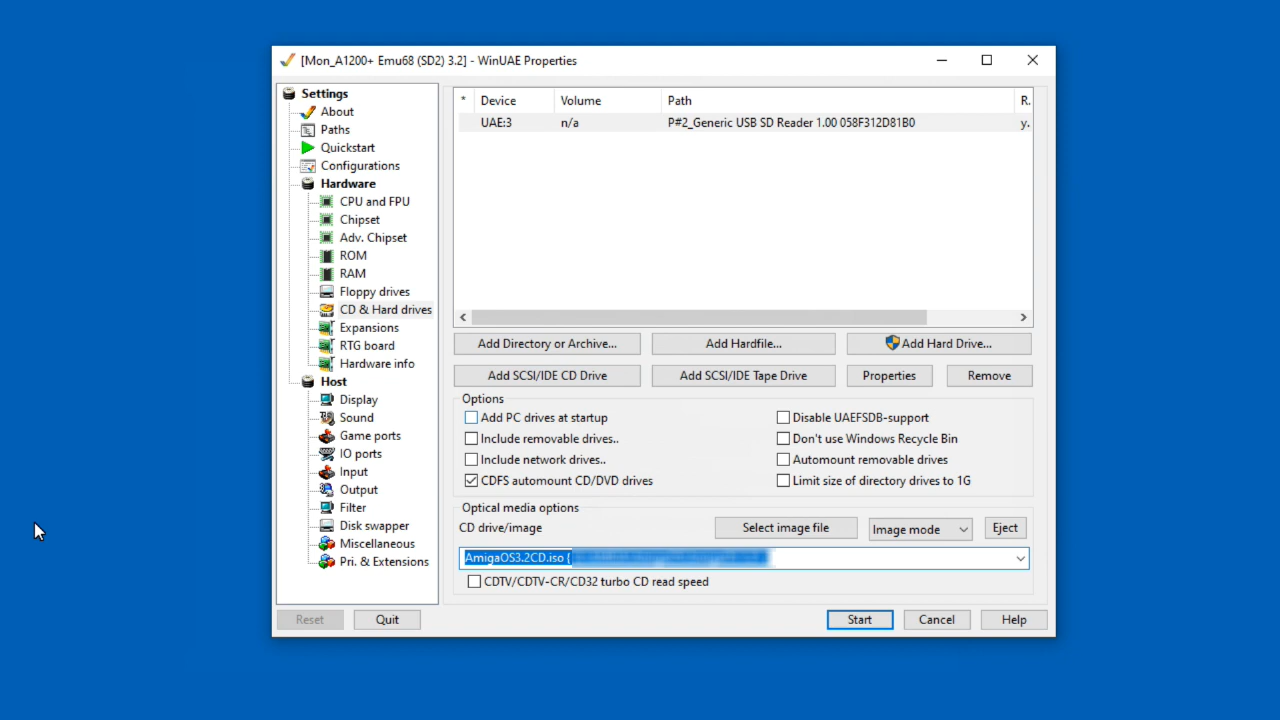 [Mon_A1200+ Emu68 (SD2) 3.2] - WinUAE Properties
Settings
About
Paths
Quickstart
Configurations
Hardware
CPU and FPU
Chipset
Adv. Chipset
ROM
RAM
Floppy drives
CD & Hard drives
Expansions
RTG board
Hardware info
Host
Display
Sound
Game ports
IO ports
Input
Output
Filter
Disk swapper
Miscellaneous
Pri. & Extensions
* Device Volume Path R.
UAE:3 n/a P#2_Generic USB SD Reader 1.00 058F312D81B0 y.
Add Directory or Archive... Add Hardfile... Add Hard Drive...
Add SCSI/IDE CD Drive Add SCSI/IDE Tape Drive Properties Remove
Options
Add PC drives at startup Disable UAEFSDB-support
Include removable drives.. Don't use Windows Recycle Bin
Include network drives.. Automount removable drives
CDFS automount CD/DVD drives Limit size of directory drives to 1G
Optical media options
CD drive/image Select image file Image mode Eject
AmigaOS3.2CD.iso {
CDTV/CDTV-CR/CD32 turbo CD read speed
Reset Quit Start Cancel Help